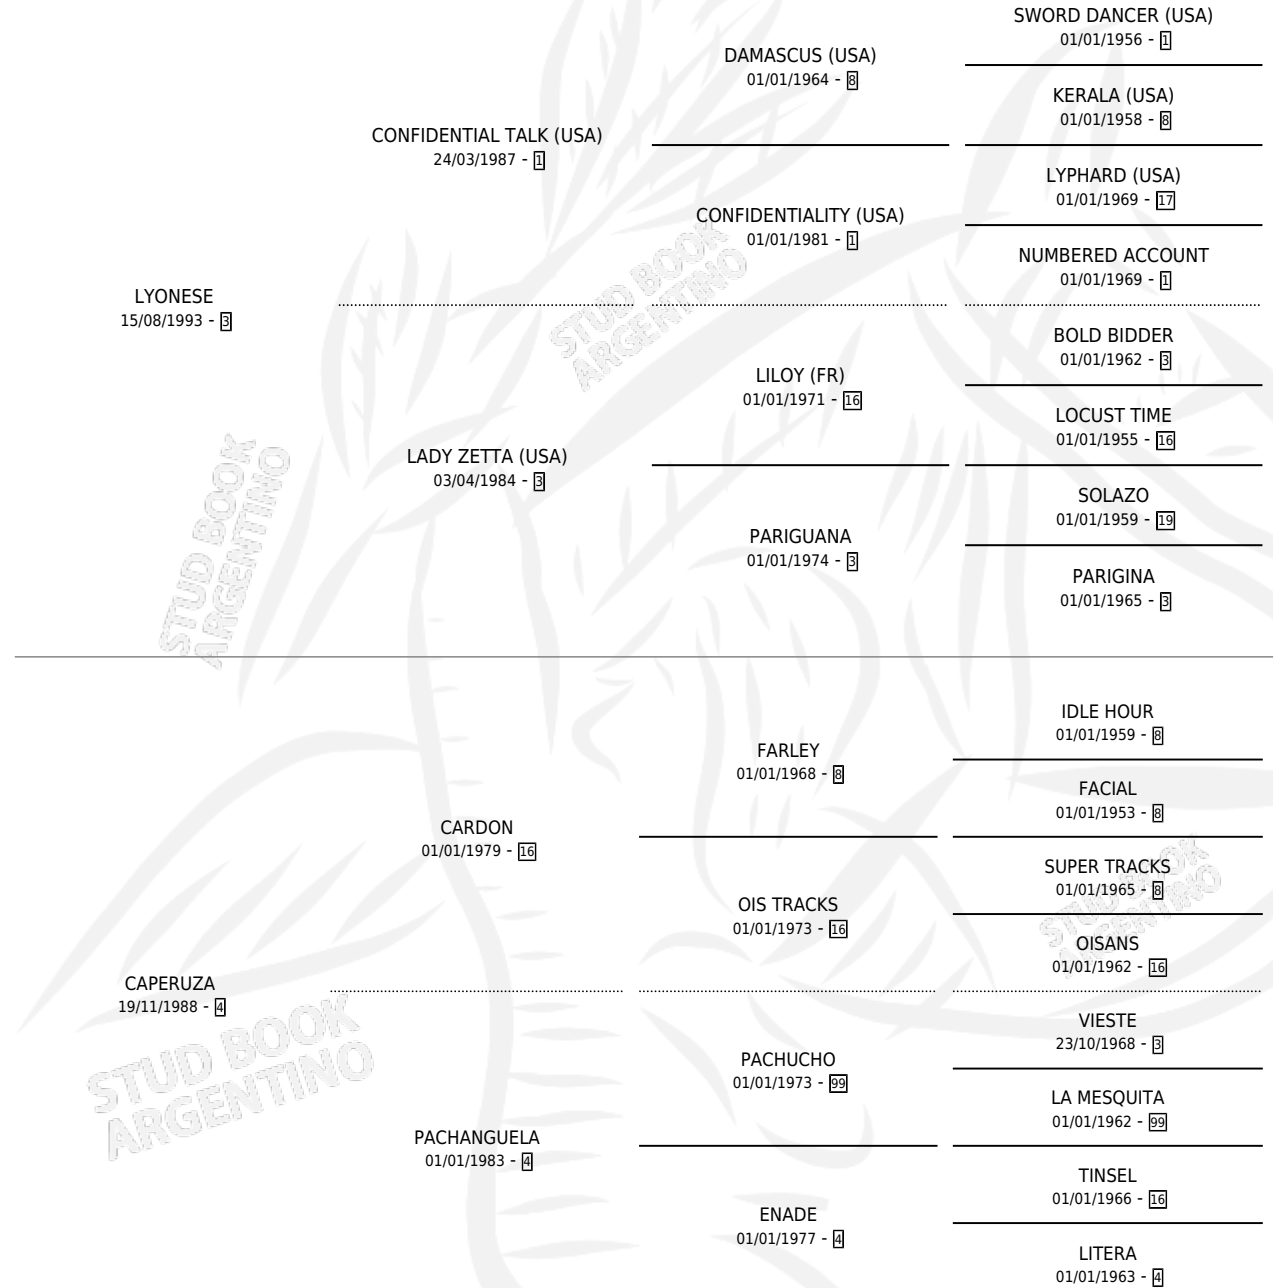 SWORD DANCER (USA)
01/01/1956 - 1
DAMASCUS (USA)
01/01/1964 - 8
KERALA (USA)
01/01/1958 - 8
CONFIDENTIAL TALK (USA)
24/03/1987 - 1
LYPHARD (USA)
01/01/1969 - 17
CONFIDENTIALITY (USA)
01/01/1981 - 1
NUMBERED ACCOUNT
01/01/1969 - 1
LYONESE
15/08/1993 - 3
BOLD BIDDER
01/01/1962 - 3
LILOY (FR)
01/01/1971 - 16
LOCUST TIME
01/01/1955 - 16
LADY ZETTA (USA)
03/04/1984 - 3
SOLAZO
01/01/1959 - 19
PARIGUANA
01/01/1974 - 3
PARIGINA
01/01/1965 - 3
IDLE HOUR
01/01/1959 - 8
FARLEY
01/01/1968 - 8
FACIAL
01/01/1953 - 8
CARDON
01/01/1979 - 16
SUPER TRACKS
01/01/1965 - 8
OIS TRACKS
01/01/1973 - 16
OISANS
01/01/1962 - 16
CAPERUZA
19/11/1988 - 4
VIESTE
23/10/1968 - 3
PACHUCHO
01/01/1973 - 99
LA MESQUITA
01/01/1962 - 99
PACHANGUELA
01/01/1983 - 4
TINSEL
01/01/1966 - 16
ENADE
01/01/1977 - 4
LITERA
01/01/1963 - 4
STUD BOOK
ARGENTINO
STUD BOOK
ARGENTINO
STUD BOOK
ARGENTINO
STUD BOOK
ARGENTINO